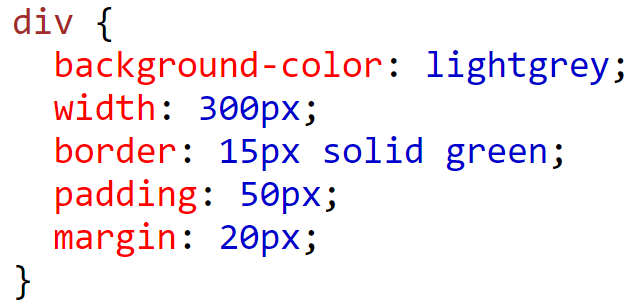 div {
  background-color: lightgrey;
  width: 300px;
  border: 15px solid green;
  padding: 50px;
  margin: 20px;
}